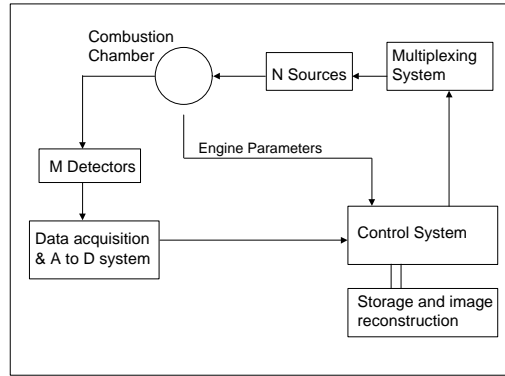 Combustion
Chamber
N Sources
Multiplexing
System
M Detectors
Engine Parameters
Data acquisition
& A to D system
Control System
Storage and image
reconstruction